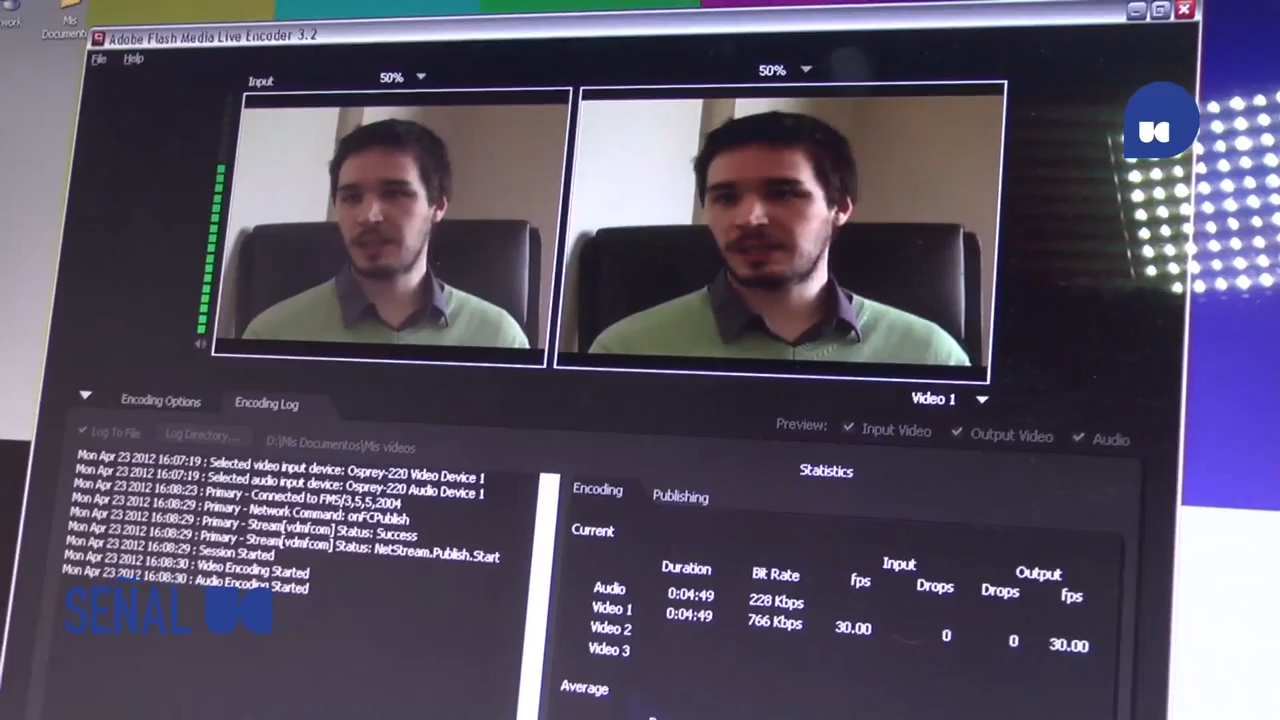 work
Mis
Documentos
Adobe Flash Media Live Encoder 3.2
File Help
Input 50% 50%
UC
Video 1
Encoding Options Encoding Log
Preview: Input Video Output Video Audio
Log To File Log Directory... D:\Mis Documentos\Mis vídeos
Mon Apr 23 2012 16:07:19 : Selected video input device: Osprey-220 Video Device 1
Mon Apr 23 2012 16:07:19 : Selected audio input device: Osprey-220 Audio Device 1
Mon Apr 23 2012 16:08:23 : Primary - Connected to FMS/3,5,5,2004
Mon Apr 23 2012 16:08:29 : Primary - Network Command: onFCPublish
Mon Apr 23 2012 16:08:29 : Primary - Stream[vdmfcom] Status: Success
Mon Apr 23 2012 16:08:29 : Primary - Stream[vdmfcom] Status: NetStream.Publish.Start
Mon Apr 23 2012 16:08:29 : Session Started
Mon Apr 23 2012 16:08:30 : Video Encoding Started
Mon Apr 23 2012 16:08:30 : Audio Encoding Started
SEÑAL UC
Statistics
Encoding Publishing
Current
Input Output
Duration Bit Rate fps Drops Drops fps
Audio 0:04:49 228 Kbps
Video 1 0:04:49 766 Kbps 30.00 0 0 30.00
Video 2
Video 3
Average